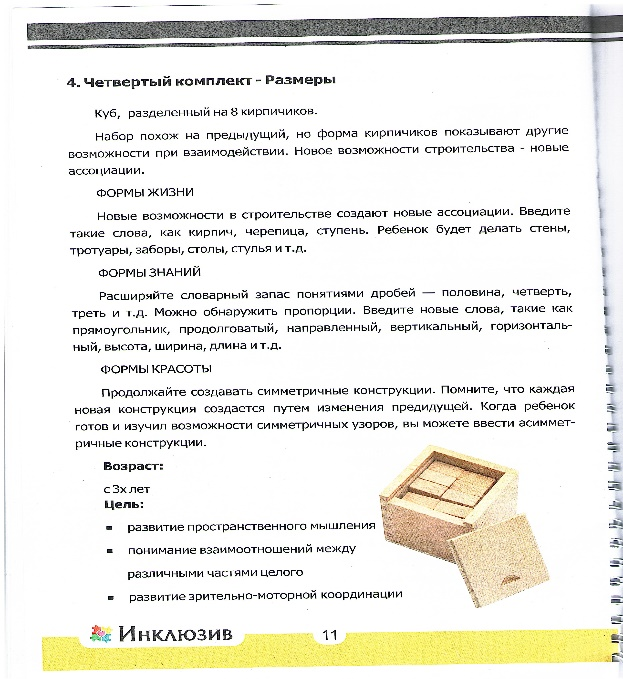 4. Четвертый комплект - Размеры
Куб, разделенный на 8 кирпичиков.
Набор похож на предыдущий, но форма кирпичиков показывают другие
возможности при взаимодействии. Новое возможности строительства - новые
ассоциации.
ФОРМЫ ЖИЗНИ
Новые возможности в строительстве создают новые ассоциации. Введите
такие слова, как кирпич, черепица, ступень. Ребенок будет делать стены,
тротуары, заборы, столы, стулья и т.д.
ФОРМЫ ЗНАНИЙ
Расширяйте словарный запас понятиями дробей — половина, четверть,
треть и т.д. Можно обнаружить пропорции. Введите новые слова, такие как
прямоугольник, продолговатый, направленный, вертикальный, горизонталь-
ный, высота, ширина, длина и т.д.
ФОРМЫ КРАСОТЫ
Продолжайте создавать симметричные конструкции. Помните, что каждая
новая конструкция создается путем изменения предидущей. Когда ребенок
готов и изучил возможности симметричных узоров, вы можете ввести асиммет-
ричные конструкции.
Возраст:
с 3х лет
Цель:
▪ развитие пространственного мышления
▪ понимание взаимоотношений между
различными частями целого
▪ развитие зрительно-моторной координации
Инклюзив
11